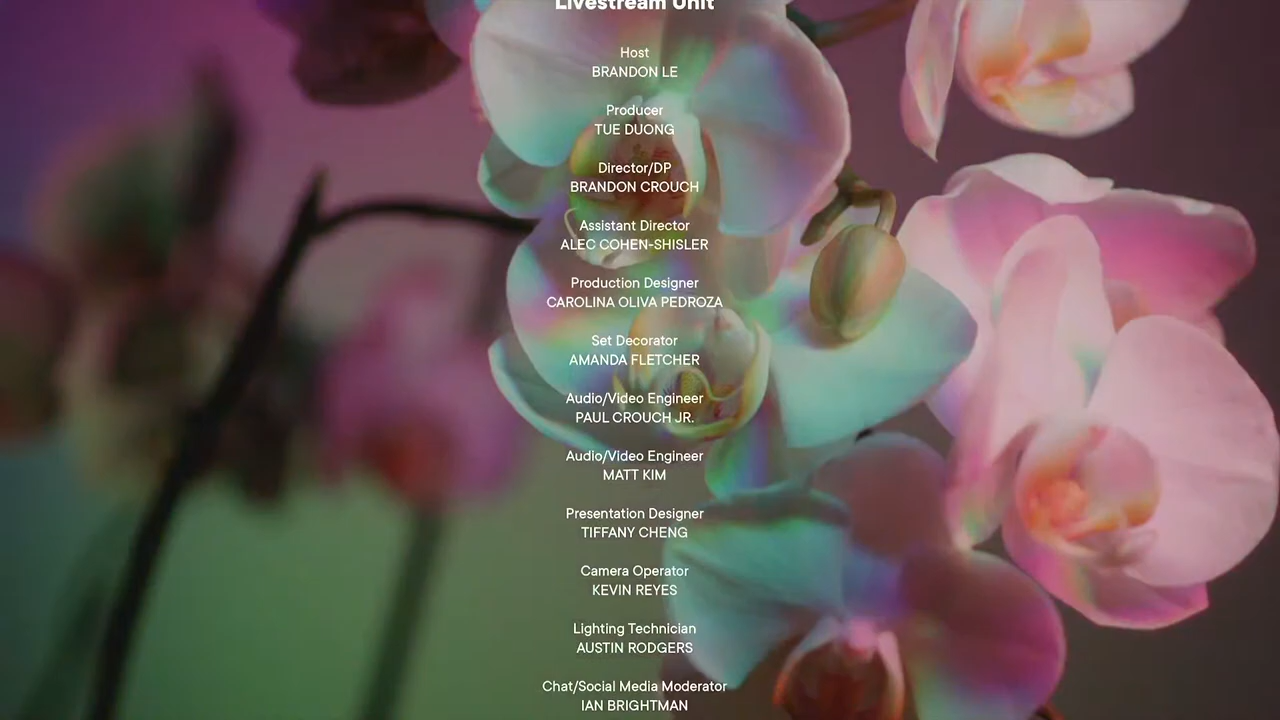 Livestream Unit
Host
BRANDON LE
Producer
TUE DUONG
Director/DP
BRANDON CROUCH
Assistant Director
ALEC COHEN-SHISLER
Production Designer
CAROLINA OLIVA PEDROZA
Set Decorator
AMANDA FLETCHER
Audio/Video Engineer
PAUL CROUCH JR.
Audio/Video Engineer
MATT KIM
Presentation Designer
TIFFANY CHENG
Camera Operator
KEVIN REYES
Lighting Technician
AUSTIN RODGERS
Chat/Social Media Moderator
IAN BRIGHTMAN